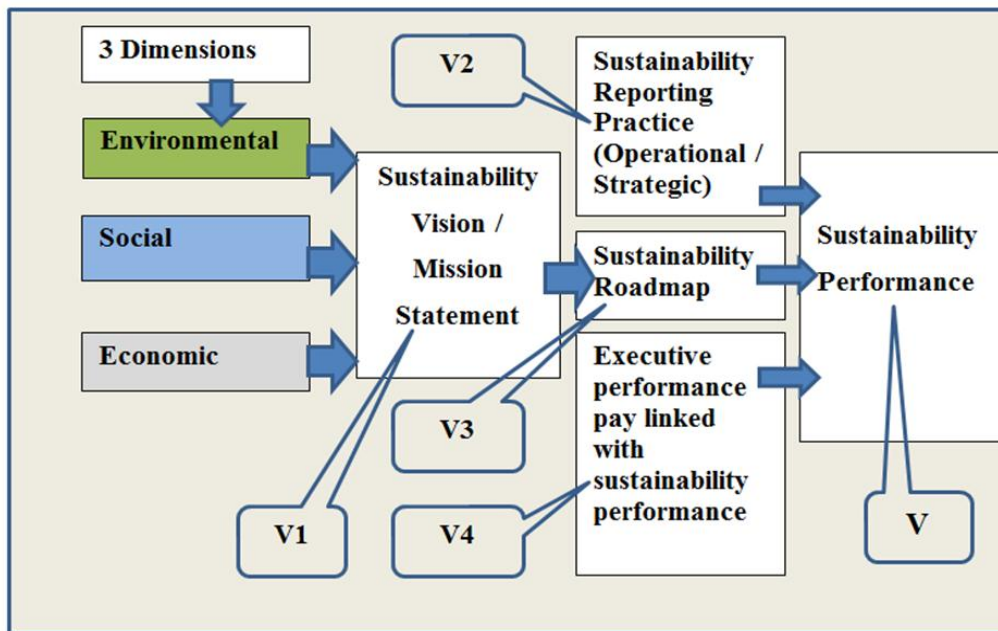 3 Dimensions
Environmental
Social
Economic
Sustainability
Vision /
Mission
Statement
V1
V2
Sustainability
Reporting
Practice
(Operational /
Strategic)
Sustainability
Roadmap
V3
Executive
performance
pay linked
with
sustainability
performance
V4
Sustainability
Performance
V